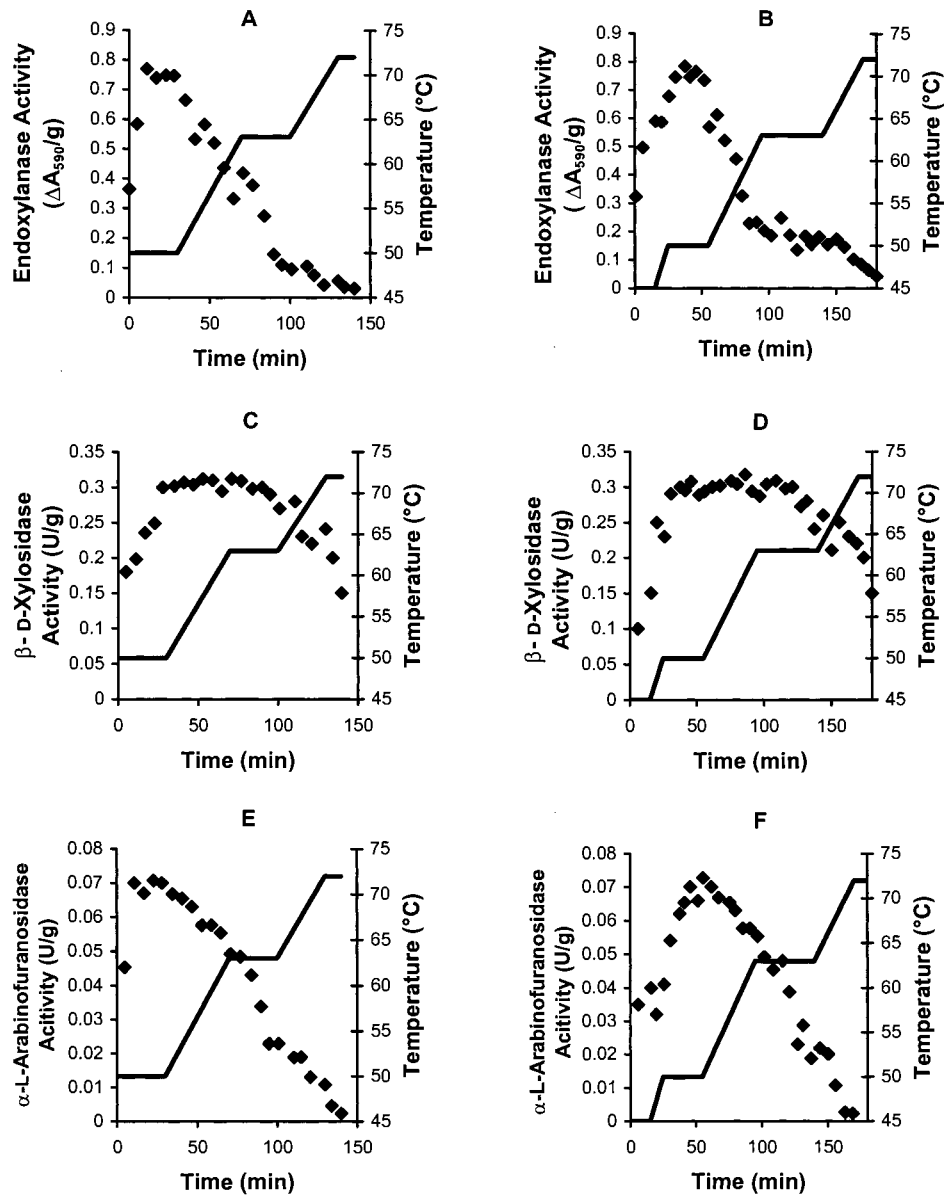 A
Endoxylanase Activity
(ΔA590/g)
0.9
0.8
0.7
0.6
0.5
0.4
0.3
0.2
0.1
0
75
70
65
60
55
50
45
Temperature (°C)
0 50 100 150
Time (min)
B
Endoxylanase Activity
( ΔA590/g)
0.9
0.8
0.7
0.6
0.5
0.4
0.3
0.2
0.1
0
75
70
65
60
55
50
45
Temperature (°C)
0 50 100 150
Time (min)
C
β- D-Xylosidase
Activity (U/g)
0.35
0.3
0.25
0.2
0.15
0.1
0.05
0
75
70
65
60
55
50
45
Temperature (°C)
0 50 100 150
Time (min)
D
β- D-Xylosidase
Activity (U/g)
0.35
0.3
0.25
0.2
0.15
0.1
0.05
0
75
70
65
60
55
50
45
Temperature (°C)
0 50 100 150
Time (min)
E
α-L-Arabinofuranosidase
Acitivity (U/g)
0.08
0.07
0.06
0.05
0.04
0.03
0.02
0.01
0
75
70
65
60
55
50
45
Temperature (°C)
0 50 100 150
Time (min)
F
α-L-Arabinofuranosidase
Acitivity (U/g)
0.08
0.07
0.06
0.05
0.04
0.03
0.02
0.01
0
75
70
65
60
55
50
45
Temperature (°C)
0 50 100 150
Time (min)